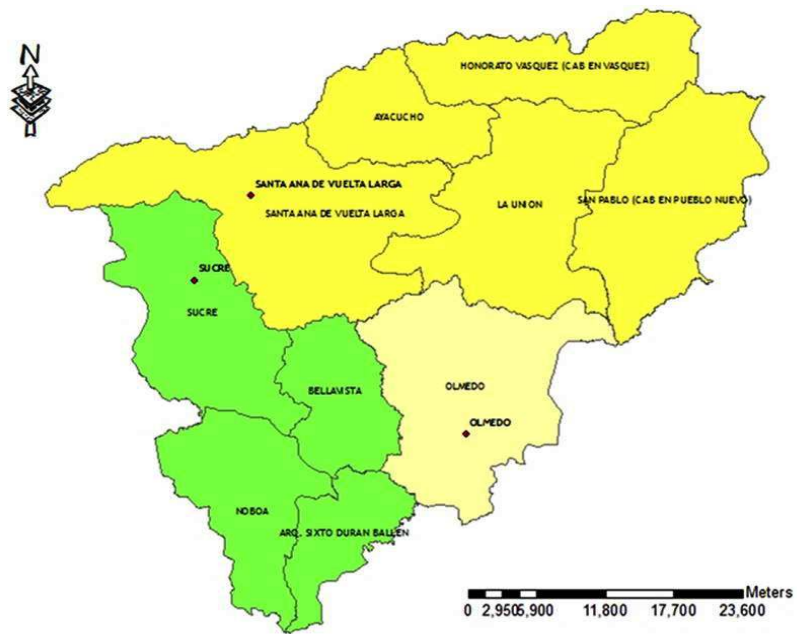 N
HONORATO VASQUEZ (CAB EN VASQUEZ)
AYACUCHO
SANTA ANA DE VUELTA LARGA
SANTA ANA DE VUELTA LARGA
LA UNION
SAN PABLO (CAB EN PUEBLO NUEVO)
SUCRE
SUCRE
BELLAVISTA
OLMEDO
OLMEDO
NOBOA
ARQ. SIXTO DURAN BALLEN
Meters
0 2,950 5,900 11,800 17,700 23,600